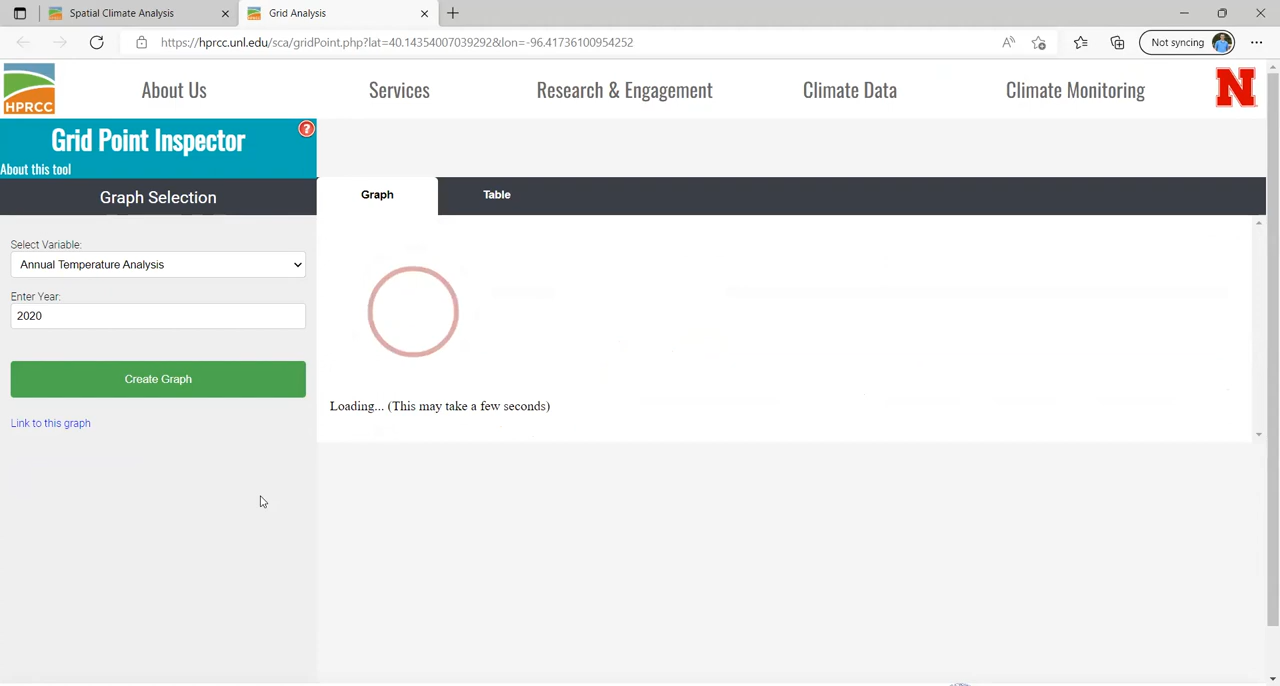 Spatial Climate Analysis
Grid Analysis
https://hprcc.unl.edu/sca/gridPoint.php?lat=40.14354007039292&lon=-96.41736100954252
Not syncing
HPRCC
About Us
Services
Research & Engagement
Climate Data
Climate Monitoring
N
Grid Point Inspector
?
About this tool
Graph Selection
Graph
Table
Select Variable:
Annual Temperature Analysis
Enter Year:
2020
Create Graph
Loading... (This may take a few seconds)
Link to this graph